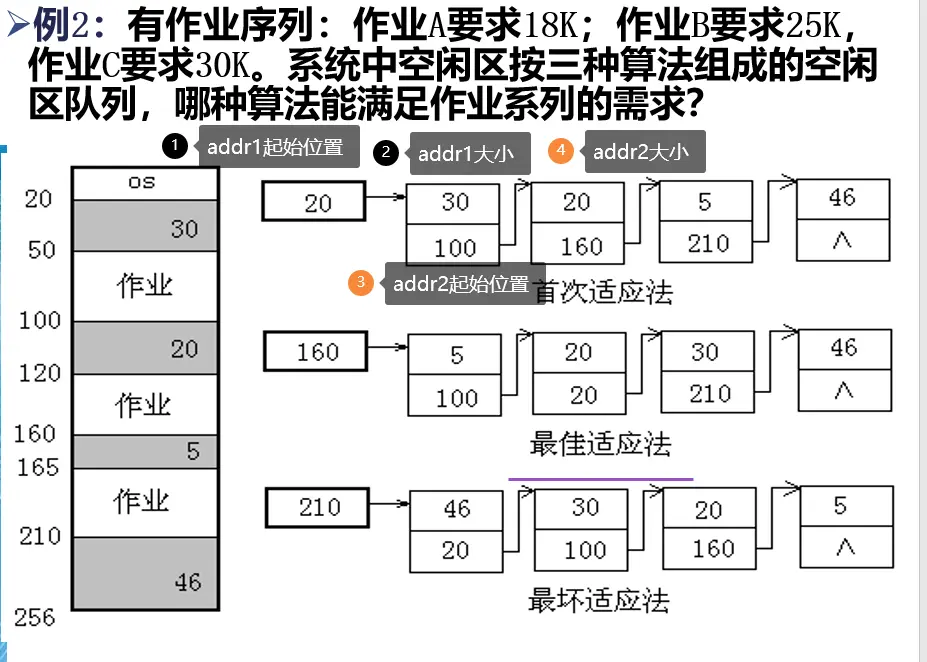 ➢例2：有作业序列：作业A要求18K；作业B要求25K，
作业C要求30K。系统中空闲区按三种算法组成的空闲
区队列，哪种算法能满足作业系列的需求？
1 addr1起始位置
2 addr1大小
4 addr2大小
os
20
30
50
作业
100
20
120
作业
160
5
165
作业
210
46
256
20
30
20
5
46
100
160
210
∧
3 addr2起始位置
首次适应法
160
5
20
30
46
100
20
210
∧
最佳适应法
210
46
30
20
5
20
100
160
∧
最坏适应法